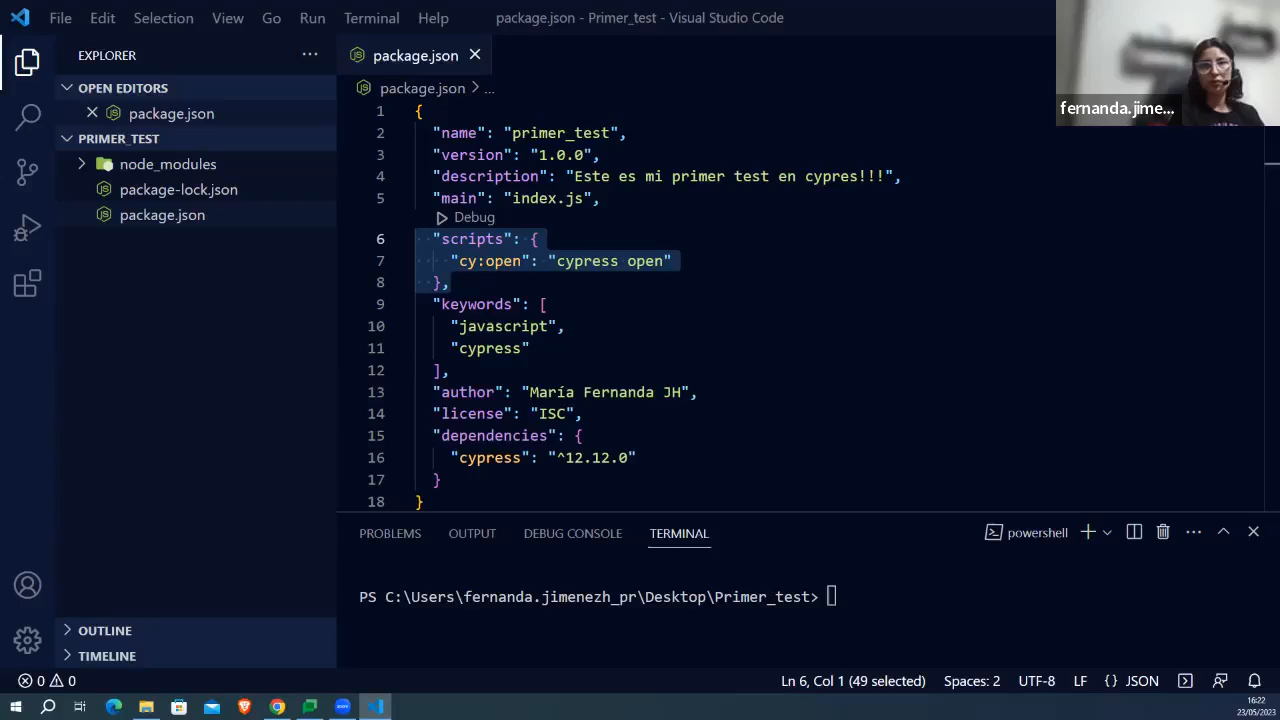 File Edit Selection View Go Run Terminal Help package.json - Primer_test - Visual Studio Code
EXPLORER ···
OPEN EDITORS
package.json
PRIMER_TEST
node_modules
package-lock.json
package.json
OUTLINE
TIMELINE
package.json
package.json > ...
1 {
2 "name": "primer_test",
3 "version": "1.0.0",
4 "description": "Este es mi primer test en cypres!!!",
5 "main": "index.js",
Debug
6 "scripts": {
7 "cy:open": "cypress open"
8 },
9 "keywords": [
10 "javascript",
11 "cypress"
12 ],
13 "author": "María Fernanda JH",
14 "license": "ISC",
15 "dependencies": {
16 "cypress": "^12.12.0"
17 }
18 }
fernanda.jime...
PROBLEMS OUTPUT DEBUG CONSOLE TERMINAL powershell
PS C:\Users\fernanda.jimenezh_pr\Desktop\Primer_test>
0 0 Ln 6, Col 1 (49 selected) Spaces: 2 UTF-8 LF {} JSON
16:22
23/05/2023